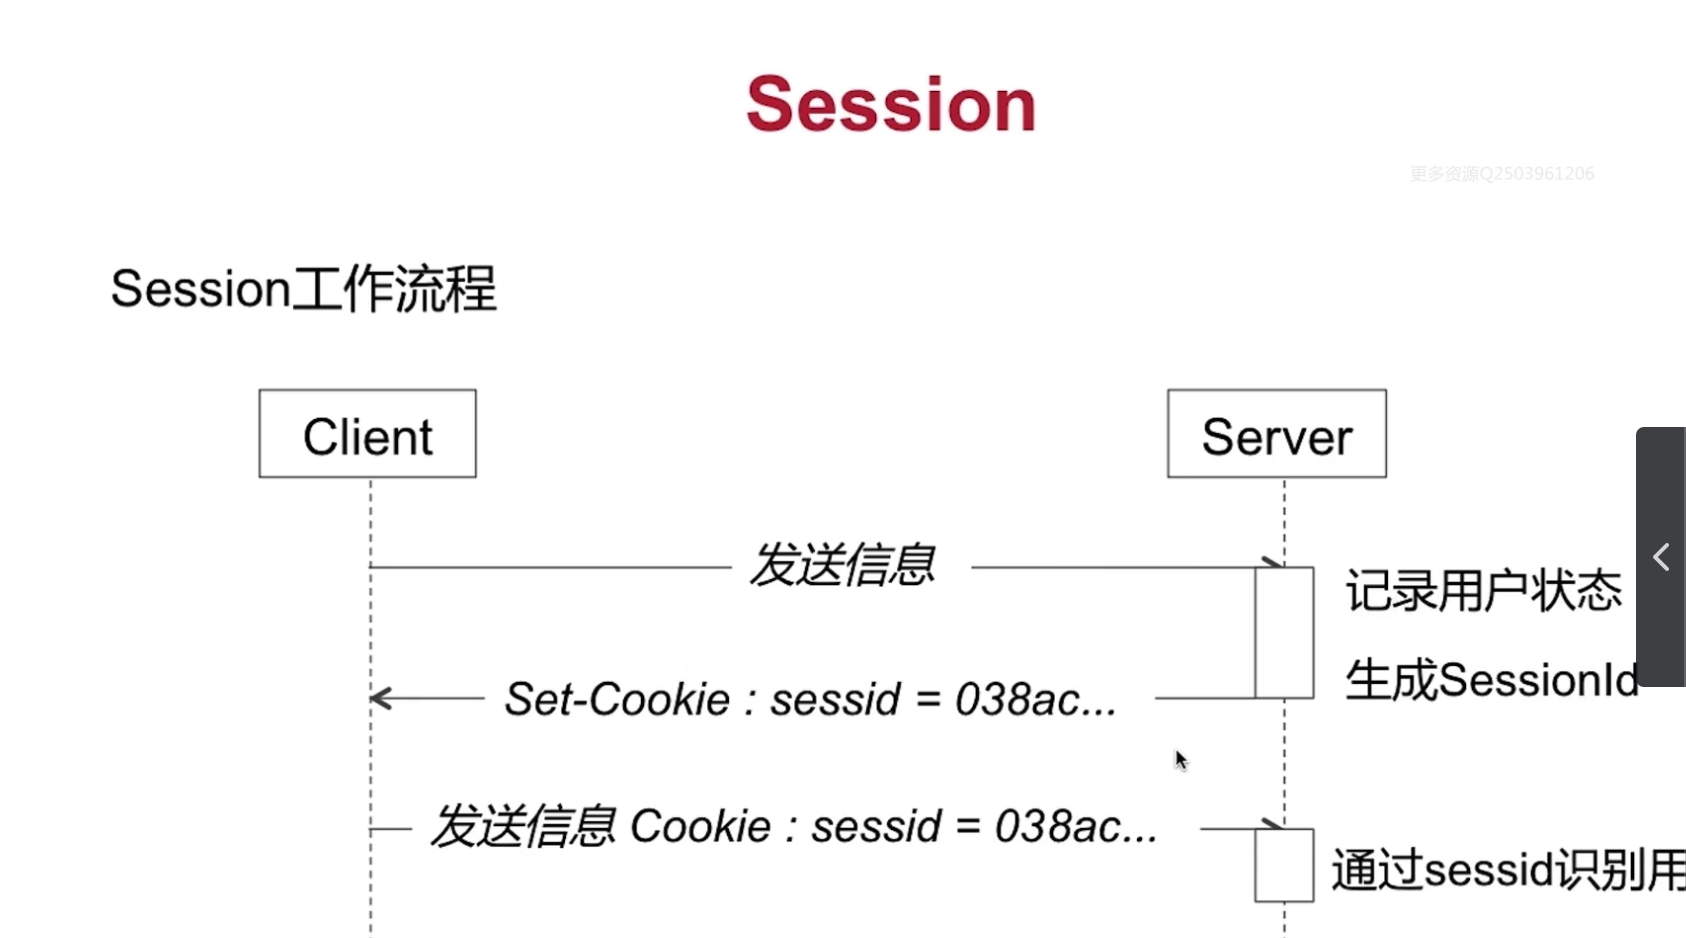 Session
更多资源Q2503961206
Session工作流程
Client
Server
发送信息
记录用户状态
生成SessionId
Set-Cookie : sessid = 038ac...
发送信息 Cookie : sessid = 038ac...
通过sessid识别用